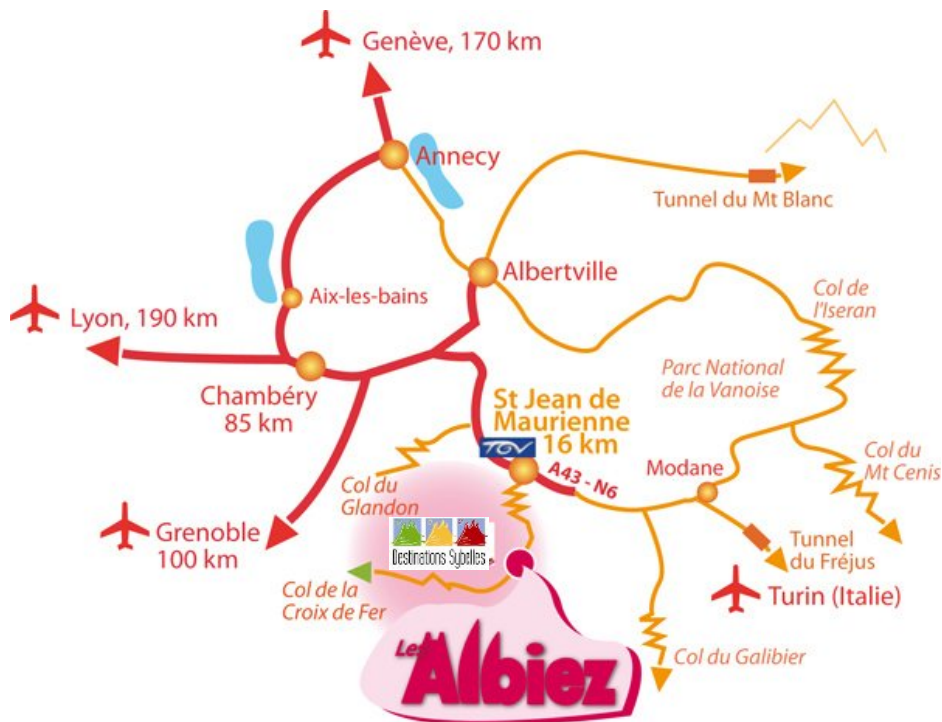 Genève, 170 km
Annecy
Tunnel du Mt Blanc
Albertville
Aix-les-bains
Col de
l'Iseran
Lyon, 190 km
Parc National
de la Vanoise
Chambéry
85 km
St Jean de
Maurienne
16 km
TGV
A43 - N6
Modane
Col du
Mt Cenis
Col du
Glandon
Grenoble
100 km
Destinations Sybelles
Tunnel
du Fréjus
Col de la
Croix de Fer
Turin (Italie)
Les
Albiez
Col du Galibier